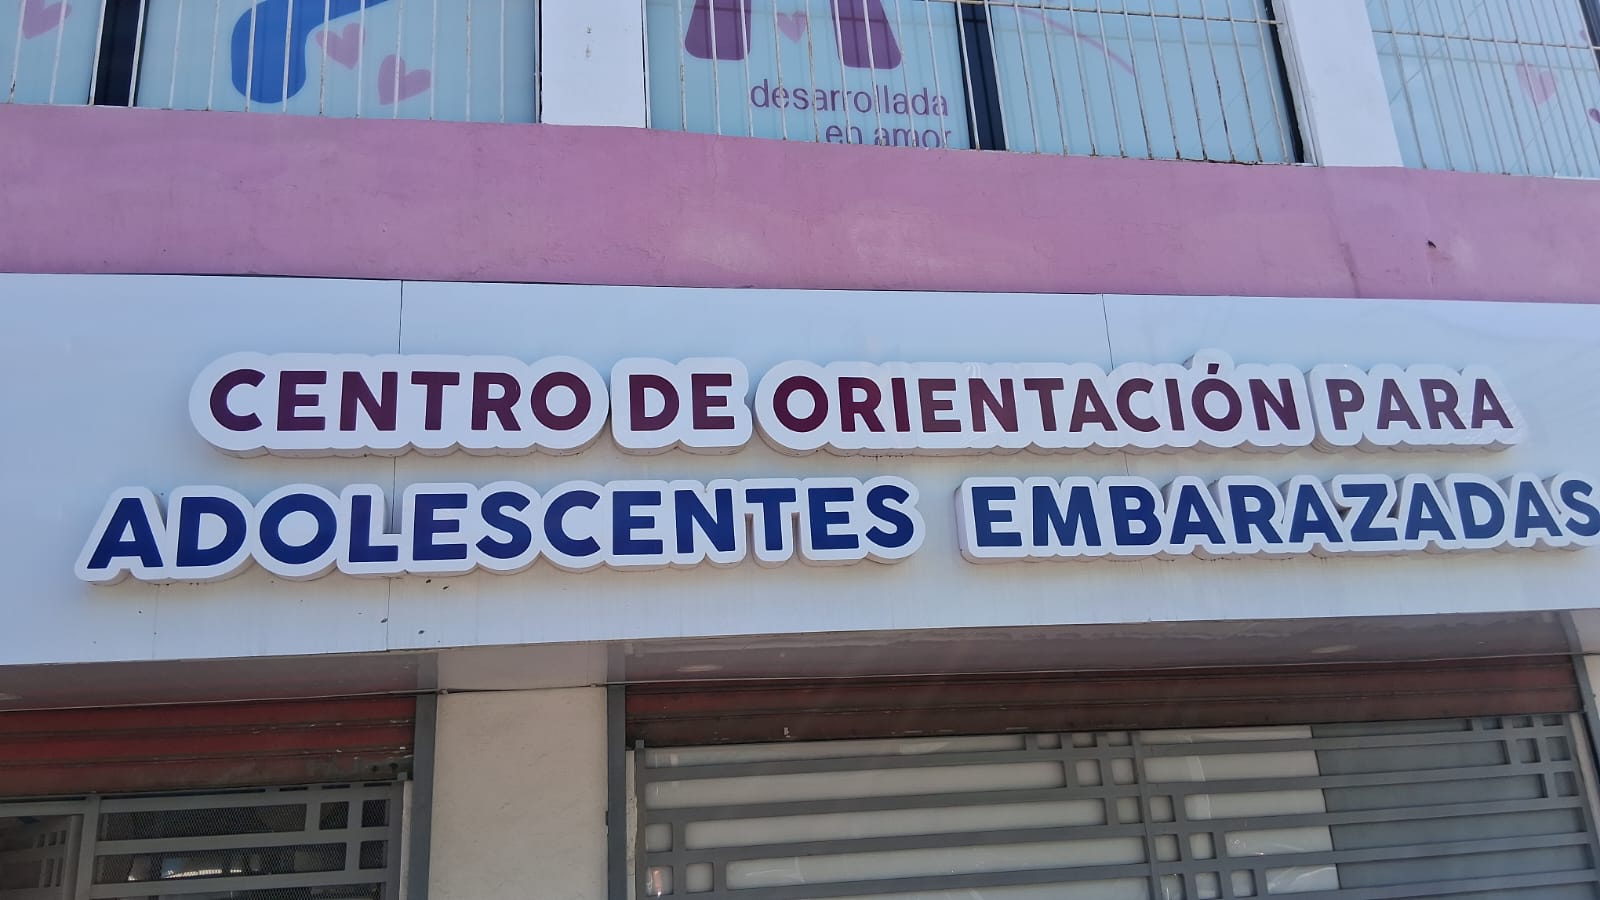 desarrollada
en amor
CENTRO DE ORIENTACIÓN PARA
ADOLESCENTES EMBARAZADAS